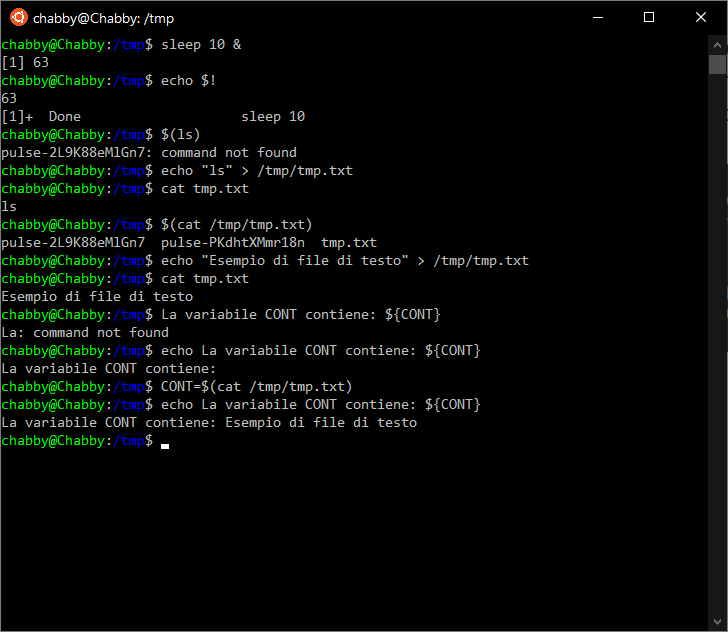 chabby@Chabby: /tmp
chabby@Chabby:/tmp$ sleep 10 &
[1] 63
chabby@Chabby:/tmp$ echo $!
63
[1]+  Done                    sleep 10
chabby@Chabby:/tmp$ $(ls)
pulse-2L9K88eMlGn7: command not found
chabby@Chabby:/tmp$ echo "ls" > /tmp/tmp.txt
chabby@Chabby:/tmp$ cat tmp.txt
ls
chabby@Chabby:/tmp$ $(cat /tmp/tmp.txt)
pulse-2L9K88eMlGn7  pulse-PKdhtXMmr18n  tmp.txt
chabby@Chabby:/tmp$ echo "Esempio di file di testo" > /tmp/tmp.txt
chabby@Chabby:/tmp$ cat tmp.txt
Esempio di file di testo
chabby@Chabby:/tmp$ La variabile CONT contiene: ${CONT}
La: command not found
chabby@Chabby:/tmp$ echo La variabile CONT contiene: ${CONT}
La variabile CONT contiene:
chabby@Chabby:/tmp$ CONT=$(cat /tmp/tmp.txt)
chabby@Chabby:/tmp$ echo La variabile CONT contiene: ${CONT}
La variabile CONT contiene: Esempio di file di testo
chabby@Chabby:/tmp$